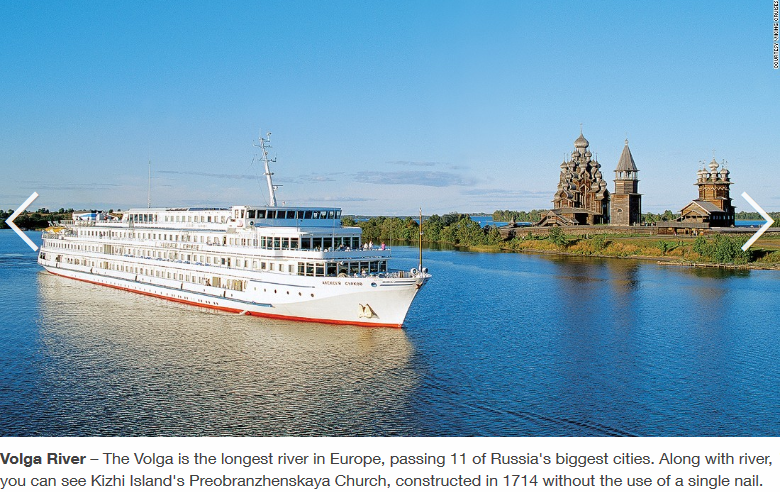 COURTESY VIKING CRUISES
Volga River – The Volga is the longest river in Europe, passing 11 of Russia's biggest cities. Along with river,
you can see Kizhi Island's Preobranzhenskaya Church, constructed in 1714 without the use of a single nail.